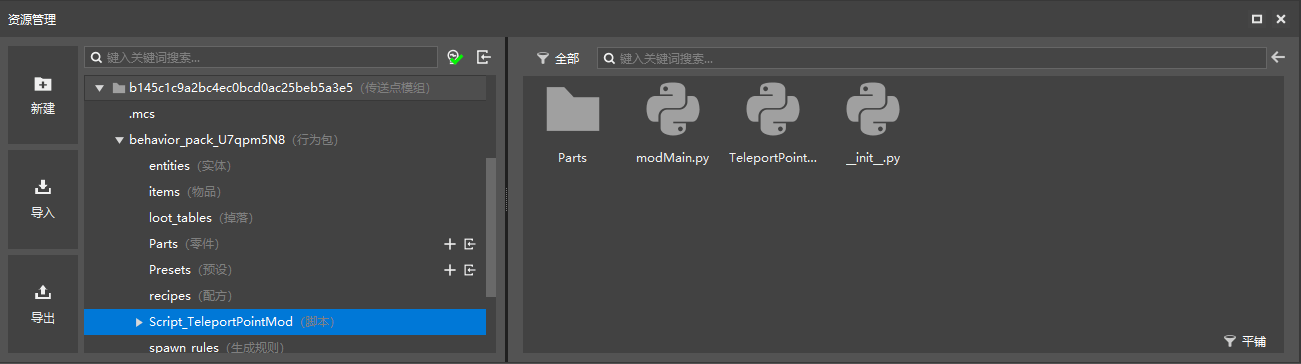 资源管理
新建
导入
导出
键入关键词搜索...
b145c1c9a2bc4ec0bcd0ac25beb5a3e5 (传送点模组)
.mcs
behavior_pack_U7qpm5N8 (行为包)
entities (实体)
items (物品)
loot_tables (掉落)
Parts (零件)
Presets (预设)
recipes (配方)
Script_TeleportPointMod (脚本)
spawn_rules (生成规则)
全部
键入关键词搜索...
Parts
modMain.py
TeleportPoint...
__init__.py
平铺